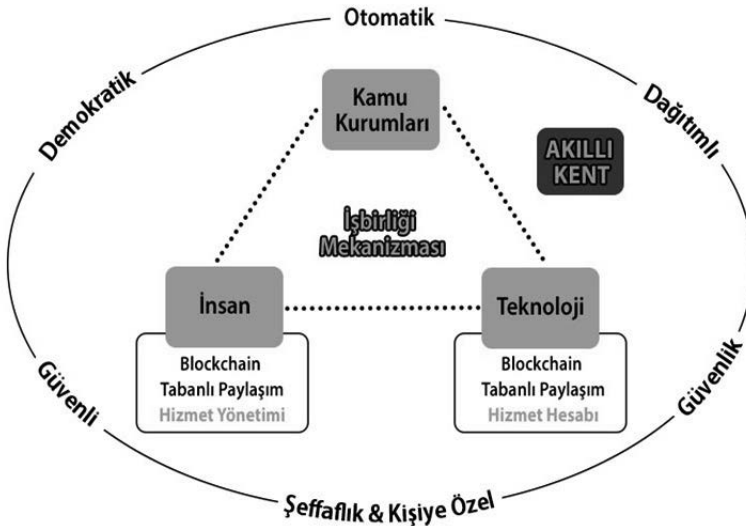 Otomatik
Demokratik
Dağıtımlı
Kamu
Kurumları
AKILLI
KENT
İşbirliği
Mekanizması
İnsan
Teknoloji
Blockchain
Tabanlı Paylaşım
Hizmet Yönetimi
Blockchain
Tabanlı Paylaşım
Hizmet Hesabı
Güvenli
Güvenlik
Şeffaflık & Kişiye Özel